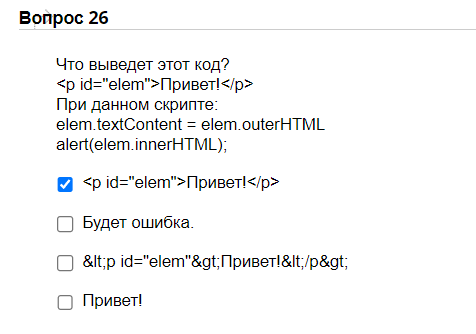 Вопрос 26
Что выведет этот код?
<p id="elem">Привет!</p>
При данном скрипте:
elem.textContent = elem.outerHTML
alert(elem.innerHTML);
<p id="elem">Привет!</p>
Будет ошибка.
&lt;p id="elem"&gt;Привет!&lt;/p&gt;
Привет!